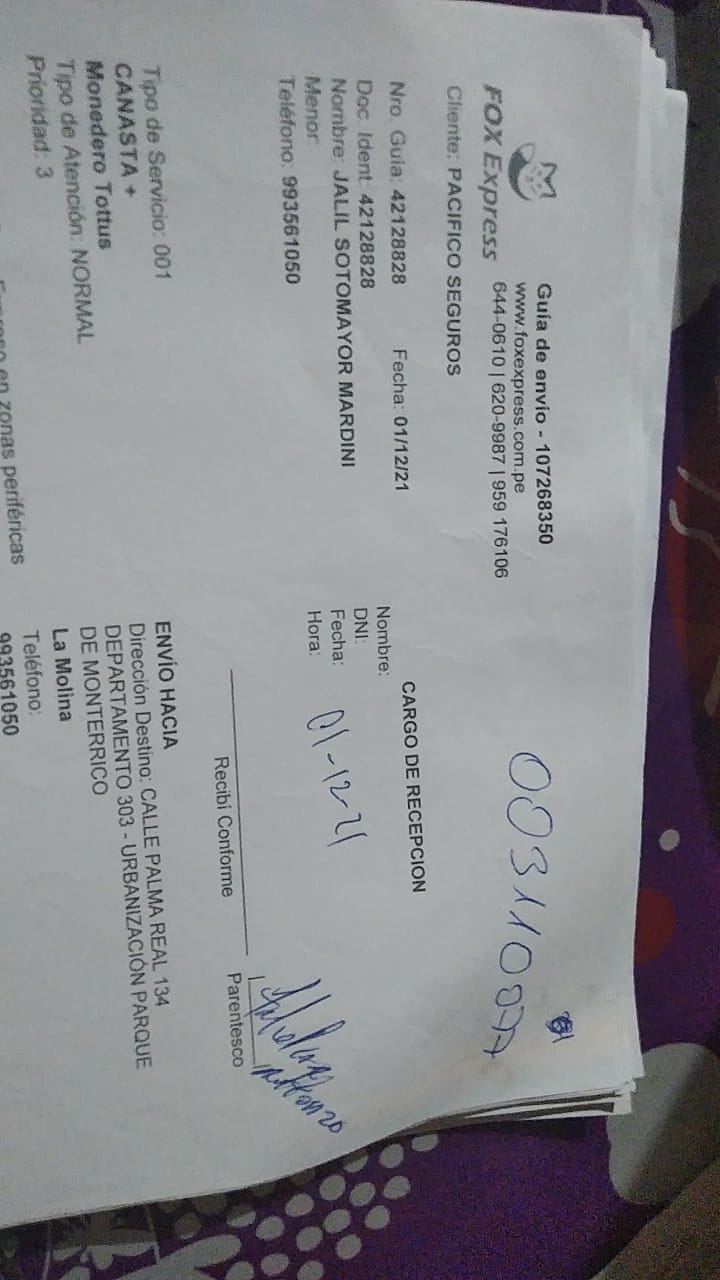 FOX Express
Guía de envío - 107268350
www.foxexpress.com.pe
644-0610 | 620-9987 | 959 176106
Cliente: PACIFICO SEGUROS
Nro. Guía: 42128828 Fecha: 01/12/21
Doc. Ident: 42128828
Nombre: JALIL SOTOMAYOR MARDINI
Menor:
Teléfono: 993561050
Tipo de Servicio: 001
CANASTA +
Monedero Tottus
Tipo de Atención: NORMAL
Prioridad: 3
en zonas periféricas
003110877
CARGO DE RECEPCION
Nombre:
DNI:
Fecha: 01-12-21
Hora:
Recibí Conforme
Parentesco
ENVÍO HACIA
Dirección Destino: CALLE PALMA REAL 134
DEPARTAMENTO 303 - URBANIZACIÓN PARQUE
DE MONTERRICO
La Molina
Teléfono:
993561050